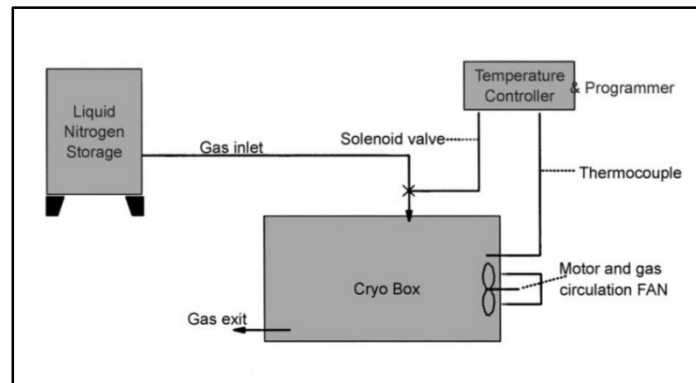 Liquid
Nitrogen
Storage
Gas inlet
Temperature
Controller
& Programmer
Solenoid valve
Thermocouple
Cryo Box
Motor and gas
circulation FAN
Gas exit